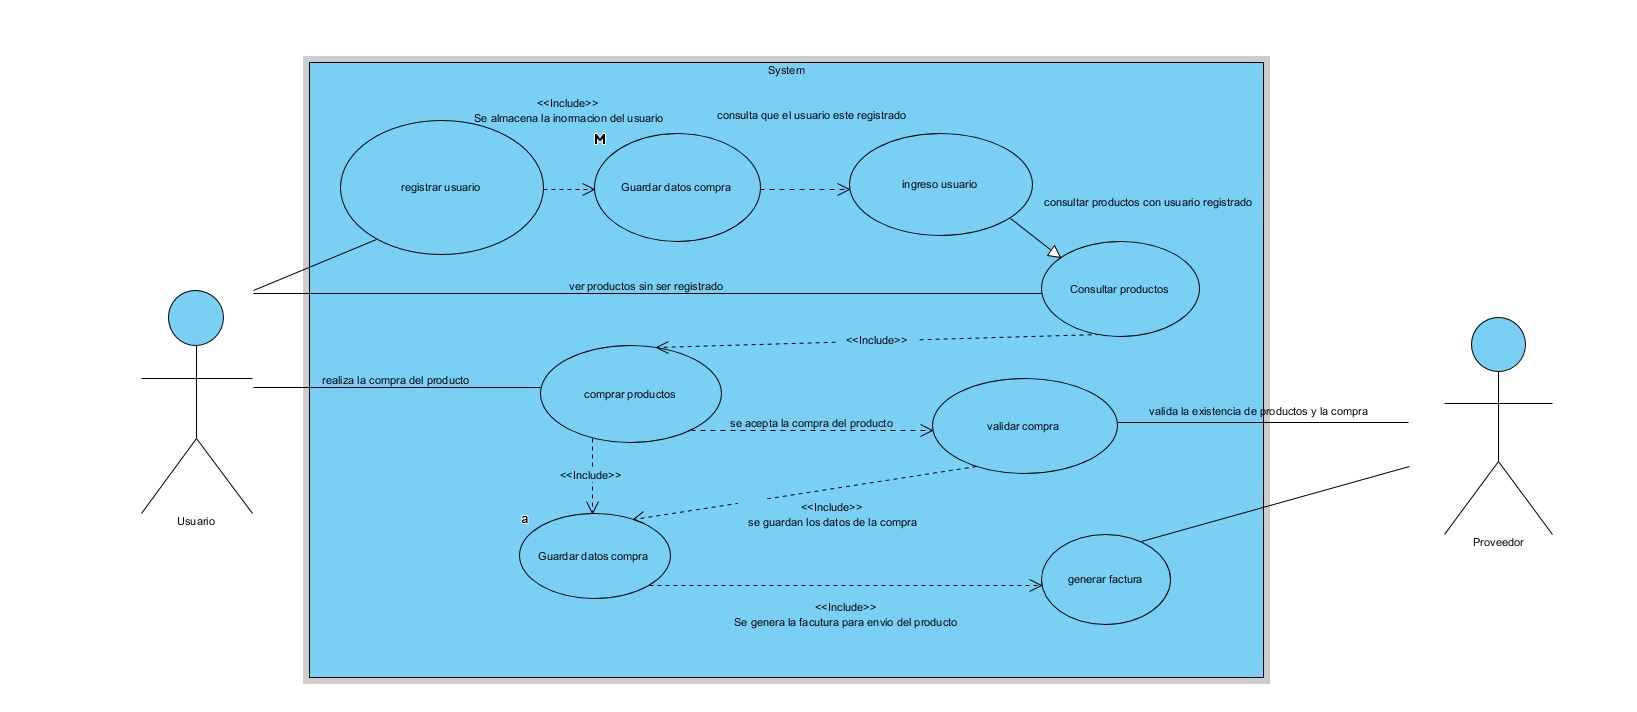 System
<<Include>>
Se almacena la inormacion del usuario
consulta que el usuario este registrado
M
registrar usuario
Guardar datos compra
ingreso usuario
consultar productos con usuario registrado
ver productos sin ser registrado
Consultar productos
<<Include>>
realiza la compra del producto
comprar productos
se acepta la compra del producto
validar compra
valida la existencia de productos y la compra
<<Include>>
<<Include>>
se guardan los datos de la compra
a
Usuario
Guardar datos compra
generar factura
Proveedor
<<Include>>
Se genera la facutura para envio del producto